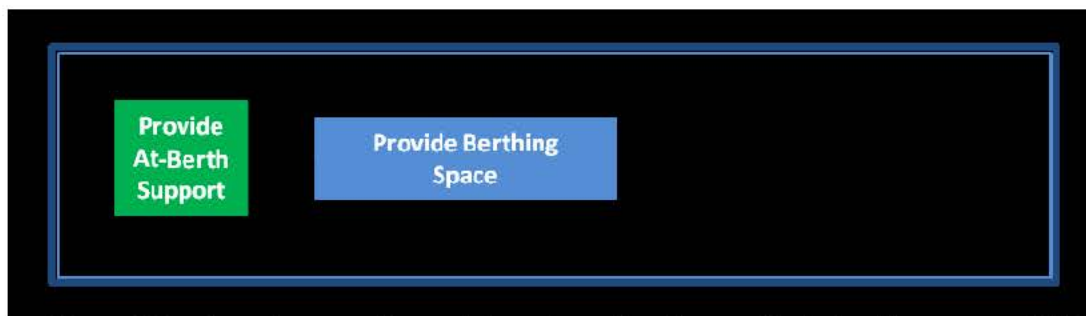 Provide
At-Berth
Support
Provide Berthing
Space